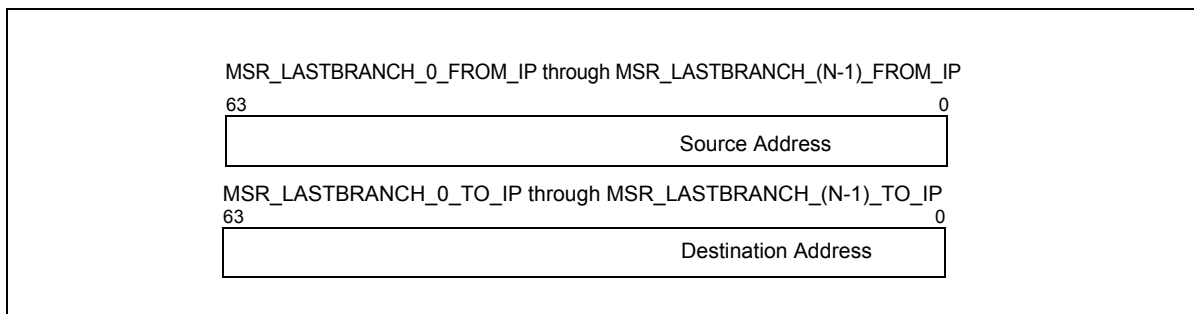 MSR_LASTBRANCH_0_FROM_IP through MSR_LASTBRANCH_(N-1)_FROM_IP
63 0
Source Address
MSR_LASTBRANCH_0_TO_IP through MSR_LASTBRANCH_(N-1)_TO_IP
63 0
Destination Address